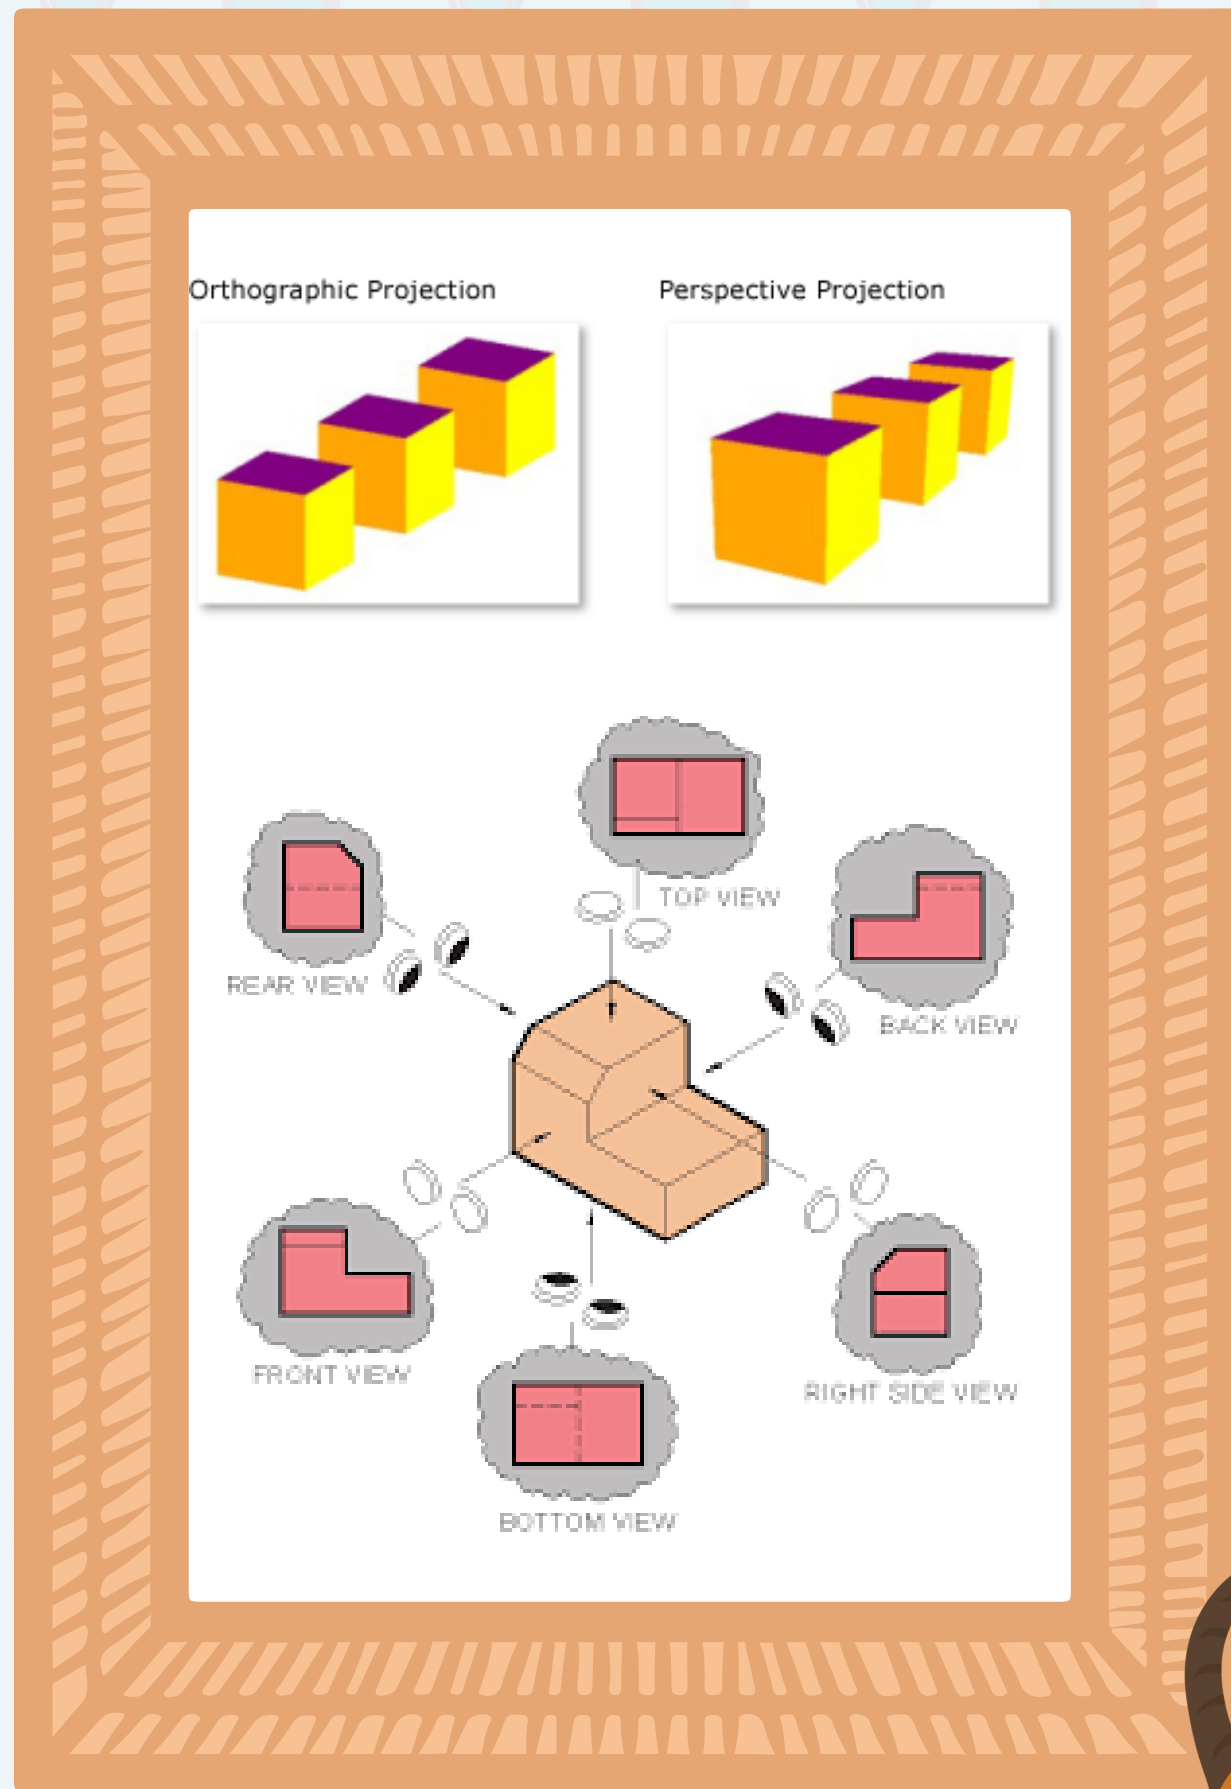 Orthographic Projection
Perspective Projection
TOP VIEW
REAR VIEW
BACK VIEW
FRONT VIEW
RIGHT SIDE VIEW
BOTTOM VIEW